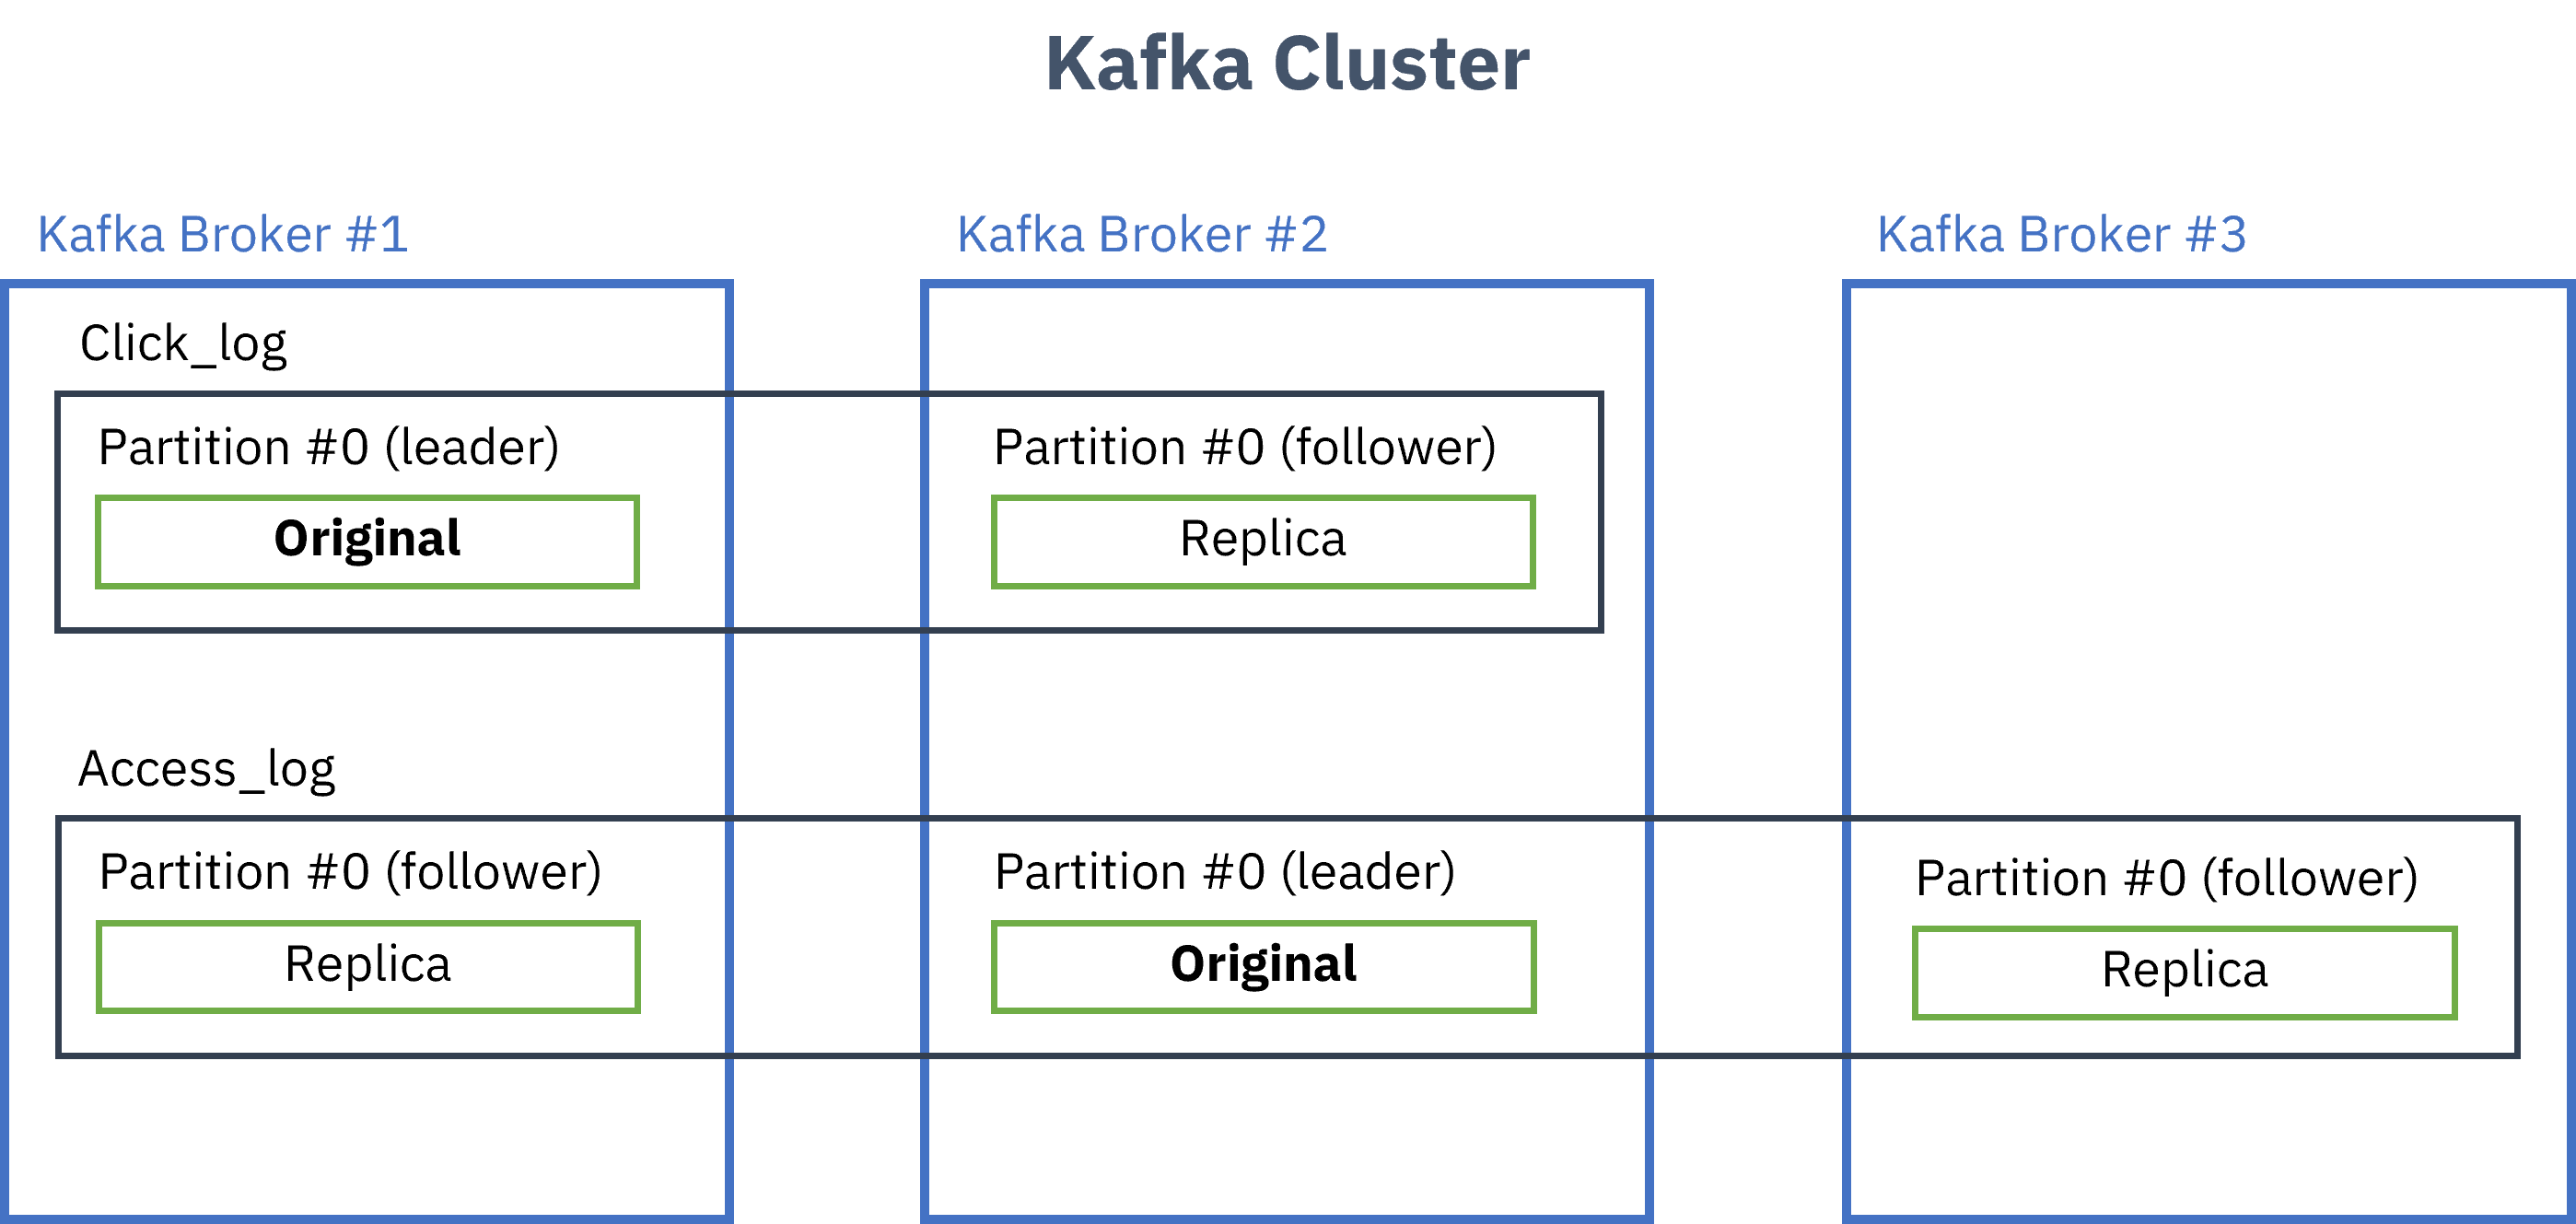 Kafka Cluster
Kafka Broker #1
Kafka Broker #2
Kafka Broker #3
Click_log
Partition #0 (leader)
Original
Partition #0 (follower)
Replica
Access_log
Partition #0 (follower)
Replica
Partition #0 (leader)
Original
Partition #0 (follower)
Replica